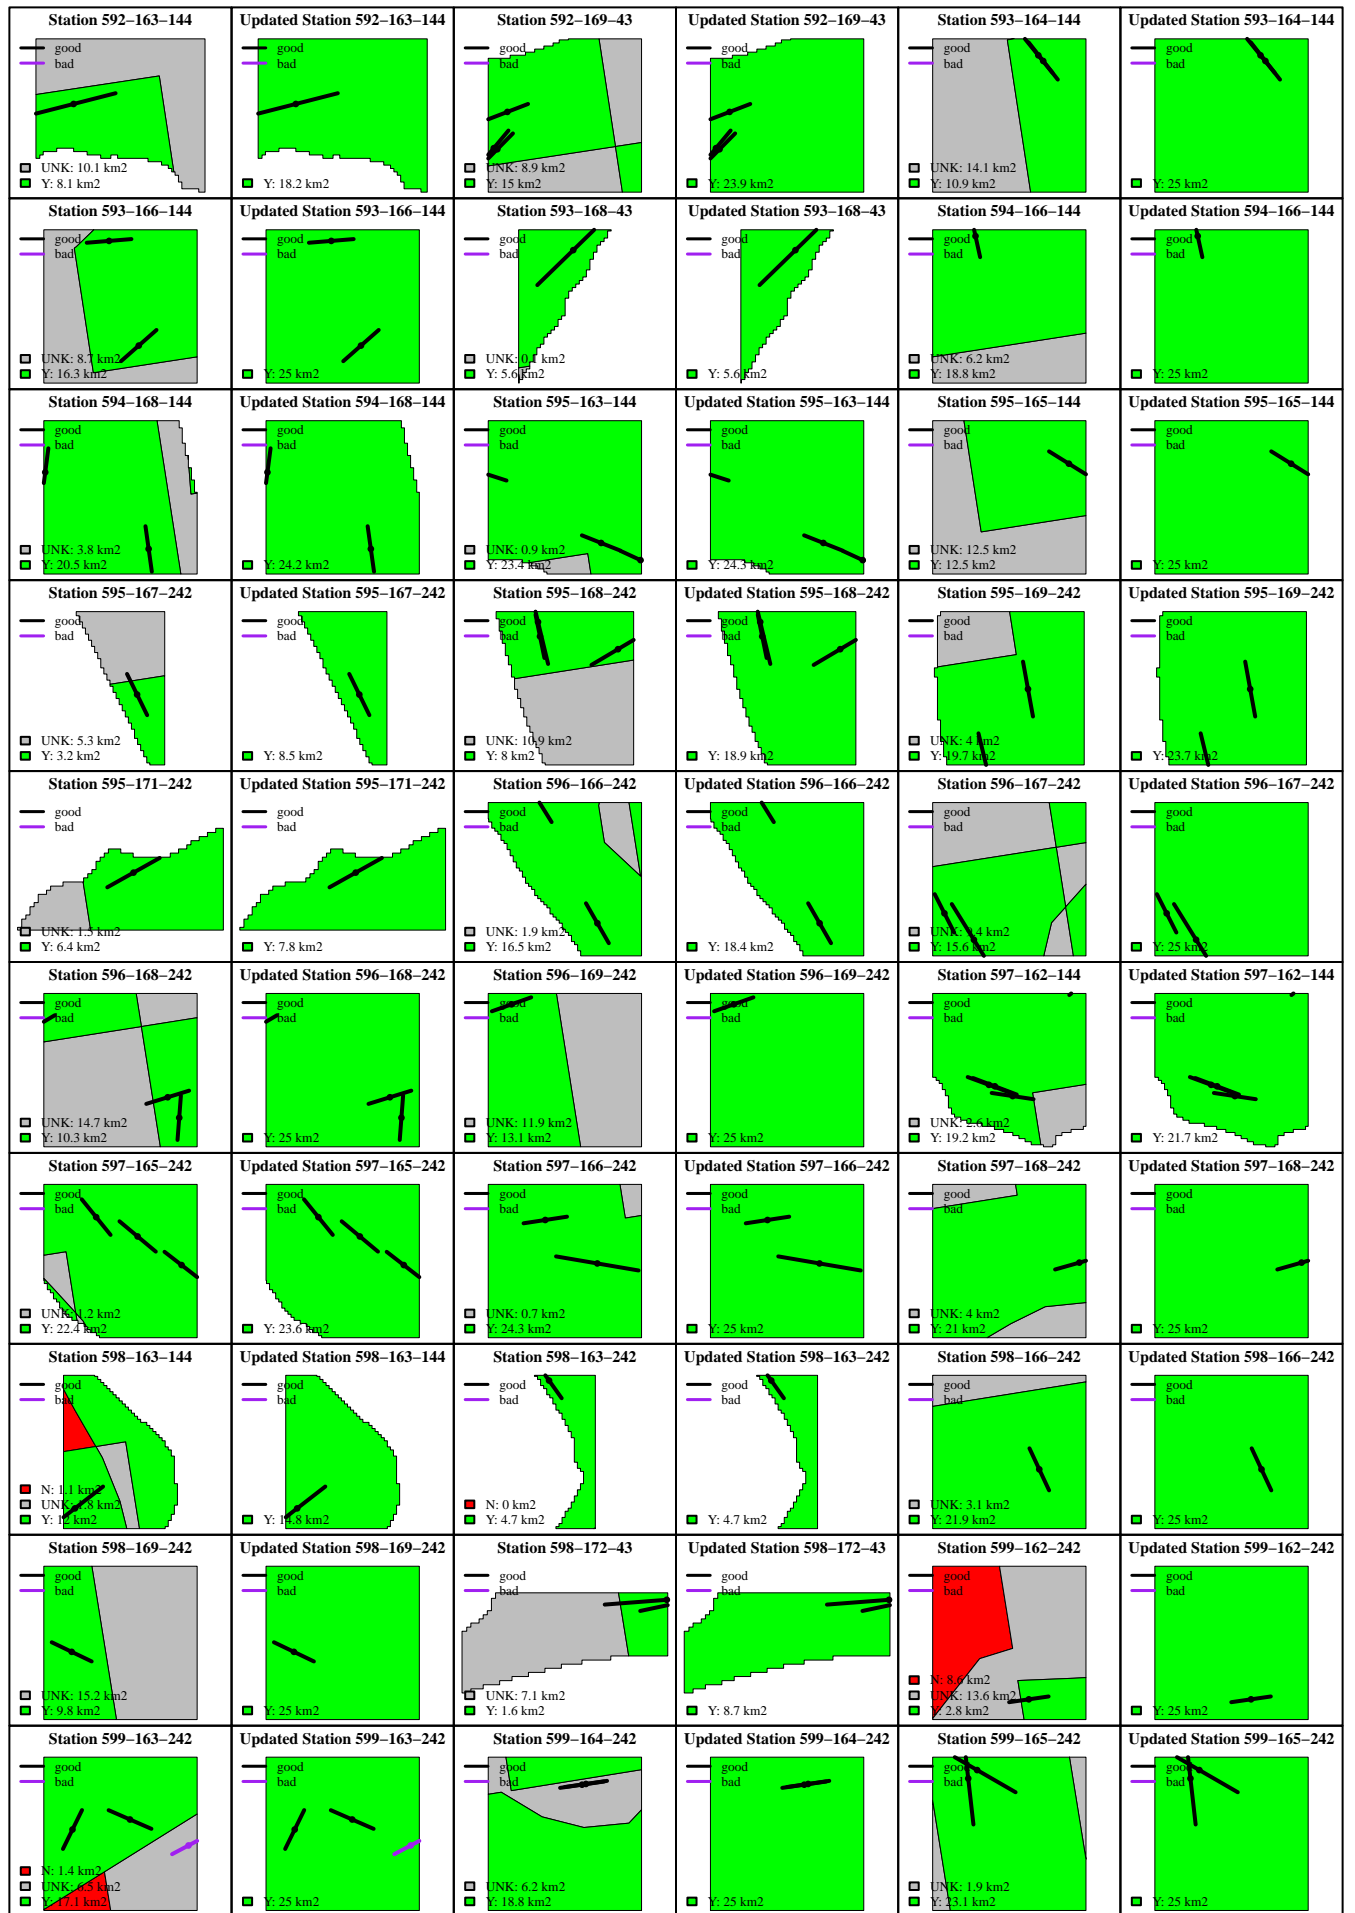 Station 592−163−144
good
bad
UNK: 10.1 km2
Y: 8.1 km2
Updated Station 592−163−144
good
bad
Y: 18.2 km2
Station 592−169−43
good
bad
UNK: 8.9 km2
Y: 15 km2
Updated Station 592−169−43
good
bad
Y: 23.9 km2
Station 593−164−144
good
bad
UNK: 14.1 km2
Y: 10.9 km2
Updated Station 593−164−144
good
bad
Y: 25 km2
Station 593−166−144
good
bad
UNK: 8.7 km2
Y: 16.3 km2
Updated Station 593−166−144
good
bad
Y: 25 km2
Station 593−168−43
good
bad
UNK: 0.1 km2
Y: 5.6 km2
Updated Station 593−168−43
good
bad
Y: 5.6 km2
Station 594−166−144
good
bad
UNK: 6.2 km2
Y: 18.8 km2
Updated Station 594−166−144
good
bad
Y: 25 km2
Station 594−168−144
good
bad
UNK: 3.8 km2
Y: 20.5 km2
Updated Station 594−168−144
good
bad
Y: 24.2 km2
Station 595−163−144
good
bad
UNK: 0.9 km2
Y: 23.4 km2
Updated Station 595−163−144
good
bad
Y: 24.3 km2
Station 595−165−144
good
bad
UNK: 12.5 km2
Y: 12.5 km2
Updated Station 595−165−144
good
bad
Y: 25 km2
Station 595−167−242
good
bad
UNK: 5.3 km2
Y: 3.2 km2
Updated Station 595−167−242
good
bad
Y: 8.5 km2
Station 595−168−242
good
bad
UNK: 10.9 km2
Y: 8 km2
Updated Station 595−168−242
good
bad
Y: 18.9 km2
Station 595−169−242
good
bad
UNK: 4 km2
Y: 19.7 km2
Updated Station 595−169−242
good
bad
Y: 23.7 km2
Station 595−171−242
good
bad
UNK: 1.5 km2
Y: 6.4 km2
Updated Station 595−171−242
good
bad
Y: 7.8 km2
Station 596−166−242
good
bad
UNK: 1.9 km2
Y: 16.5 km2
Updated Station 596−166−242
good
bad
Y: 18.4 km2
Station 596−167−242
good
bad
UNK: 9.4 km2
Y: 15.6 km2
Updated Station 596−167−242
good
bad
Y: 25 km2
Station 596−168−242
good
bad
UNK: 14.7 km2
Y: 10.3 km2
Updated Station 596−168−242
good
bad
Y: 25 km2
Station 596−169−242
good
bad
UNK: 11.9 km2
Y: 13.1 km2
Updated Station 596−169−242
good
bad
Y: 25 km2
Station 597−162−144
good
bad
UNK: 2.6 km2
Y: 19.2 km2
Updated Station 597−162−144
good
bad
Y: 21.7 km2
Station 597−165−242
good
bad
UNK: 1.2 km2
Y: 22.4 km2
Updated Station 597−165−242
good
bad
Y: 23.6 km2
Station 597−166−242
good
bad
UNK: 0.7 km2
Y: 24.3 km2
Updated Station 597−166−242
good
bad
Y: 25 km2
Station 597−168−242
good
bad
UNK: 4 km2
Y: 21 km2
Updated Station 597−168−242
good
bad
Y: 25 km2
Station 598−163−144
good
bad
N: 1.1 km2
UNK: 1.8 km2
Y: 12 km2
Updated Station 598−163−144
good
bad
Y: 14.8 km2
Station 598−163−242
good
bad
N: 0 km2
Y: 4.7 km2
Updated Station 598−163−242
good
bad
Y: 4.7 km2
Station 598−166−242
good
bad
UNK: 3.1 km2
Y: 21.9 km2
Updated Station 598−166−242
good
bad
Y: 25 km2
Station 598−169−242
good
bad
UNK: 15.2 km2
Y: 9.8 km2
Updated Station 598−169−242
good
bad
Y: 25 km2
Station 598−172−43
good
bad
UNK: 7.1 km2
Y: 1.6 km2
Updated Station 598−172−43
good
bad
Y: 8.7 km2
Station 599−162−242
good
bad
N: 8.6 km2
UNK: 13.6 km2
Y: 2.8 km2
Updated Station 599−162−242
good
bad
Y: 25 km2
Station 599−163−242
good
bad
N: 1.4 km2
UNK: 6.5 km2
Y: 17.1 km2
Updated Station 599−163−242
good
bad
Y: 25 km2
Station 599−164−242
good
bad
UNK: 6.2 km2
Y: 18.8 km2
Updated Station 599−164−242
good
bad
Y: 25 km2
Station 599−165−242
good
bad
UNK: 1.9 km2
Y: 23.1 km2
Updated Station 599−165−242
good
bad
Y: 25 km2